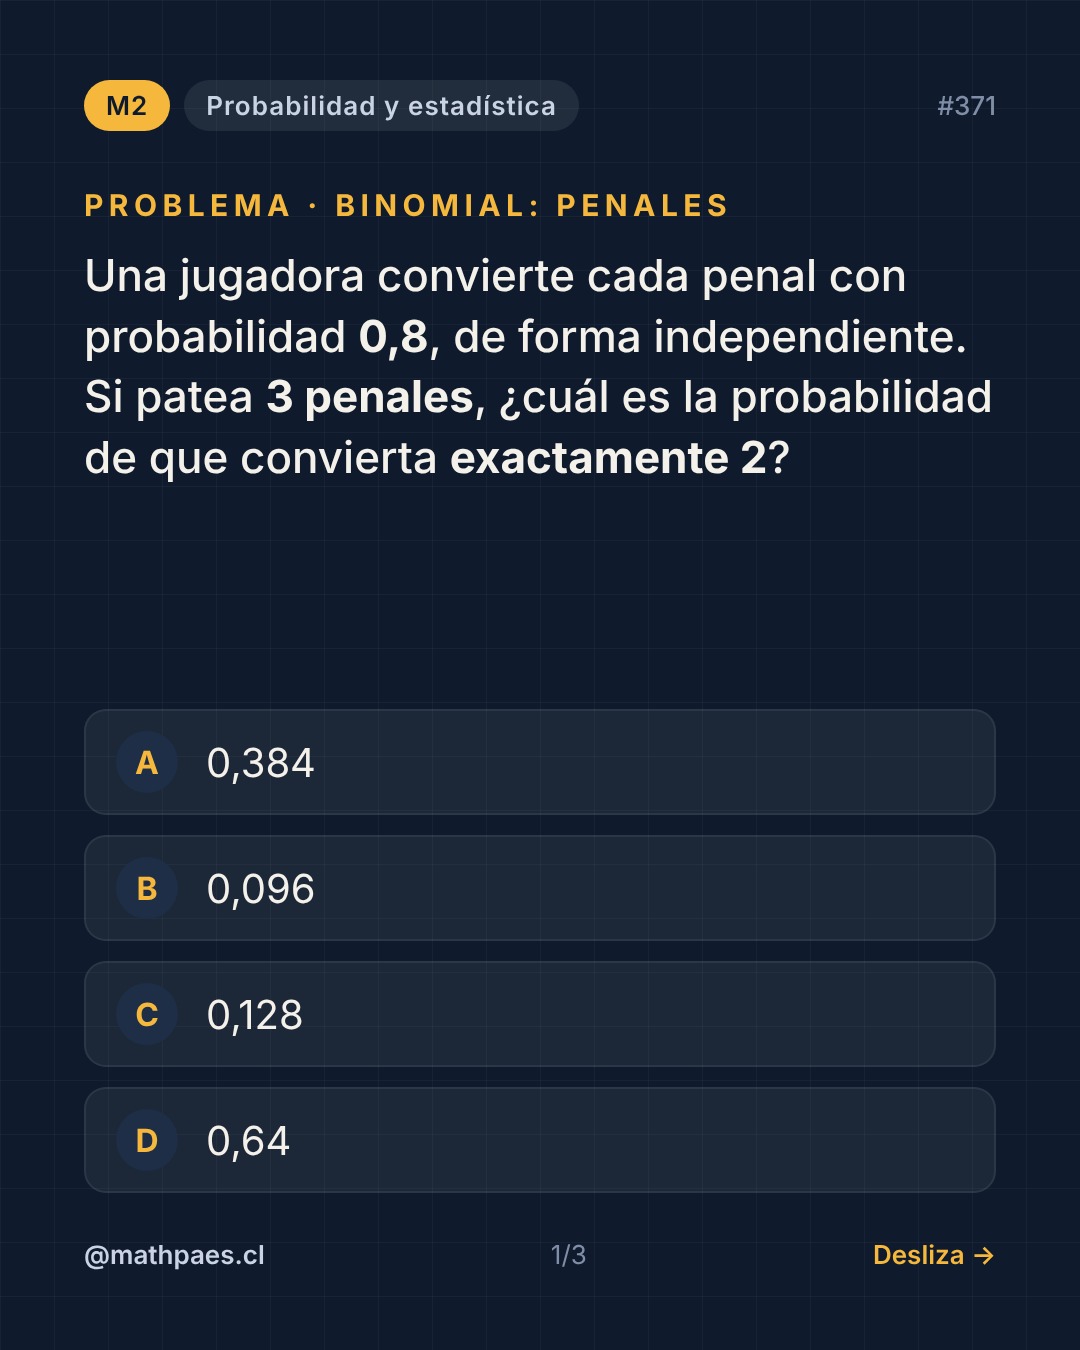 M2 Probabilidad y estadística #371
PROBLEMA · BINOMIAL: PENALES
Una jugadora convierte cada penal con
probabilidad 0,8, de forma independiente.
Si patea 3 penales, ¿cuál es la probabilidad
de que convierta exactamente 2?
A 0,384
B 0,096
C 0,128
D 0,64
@mathpaes.cl 1/3 Desliza →